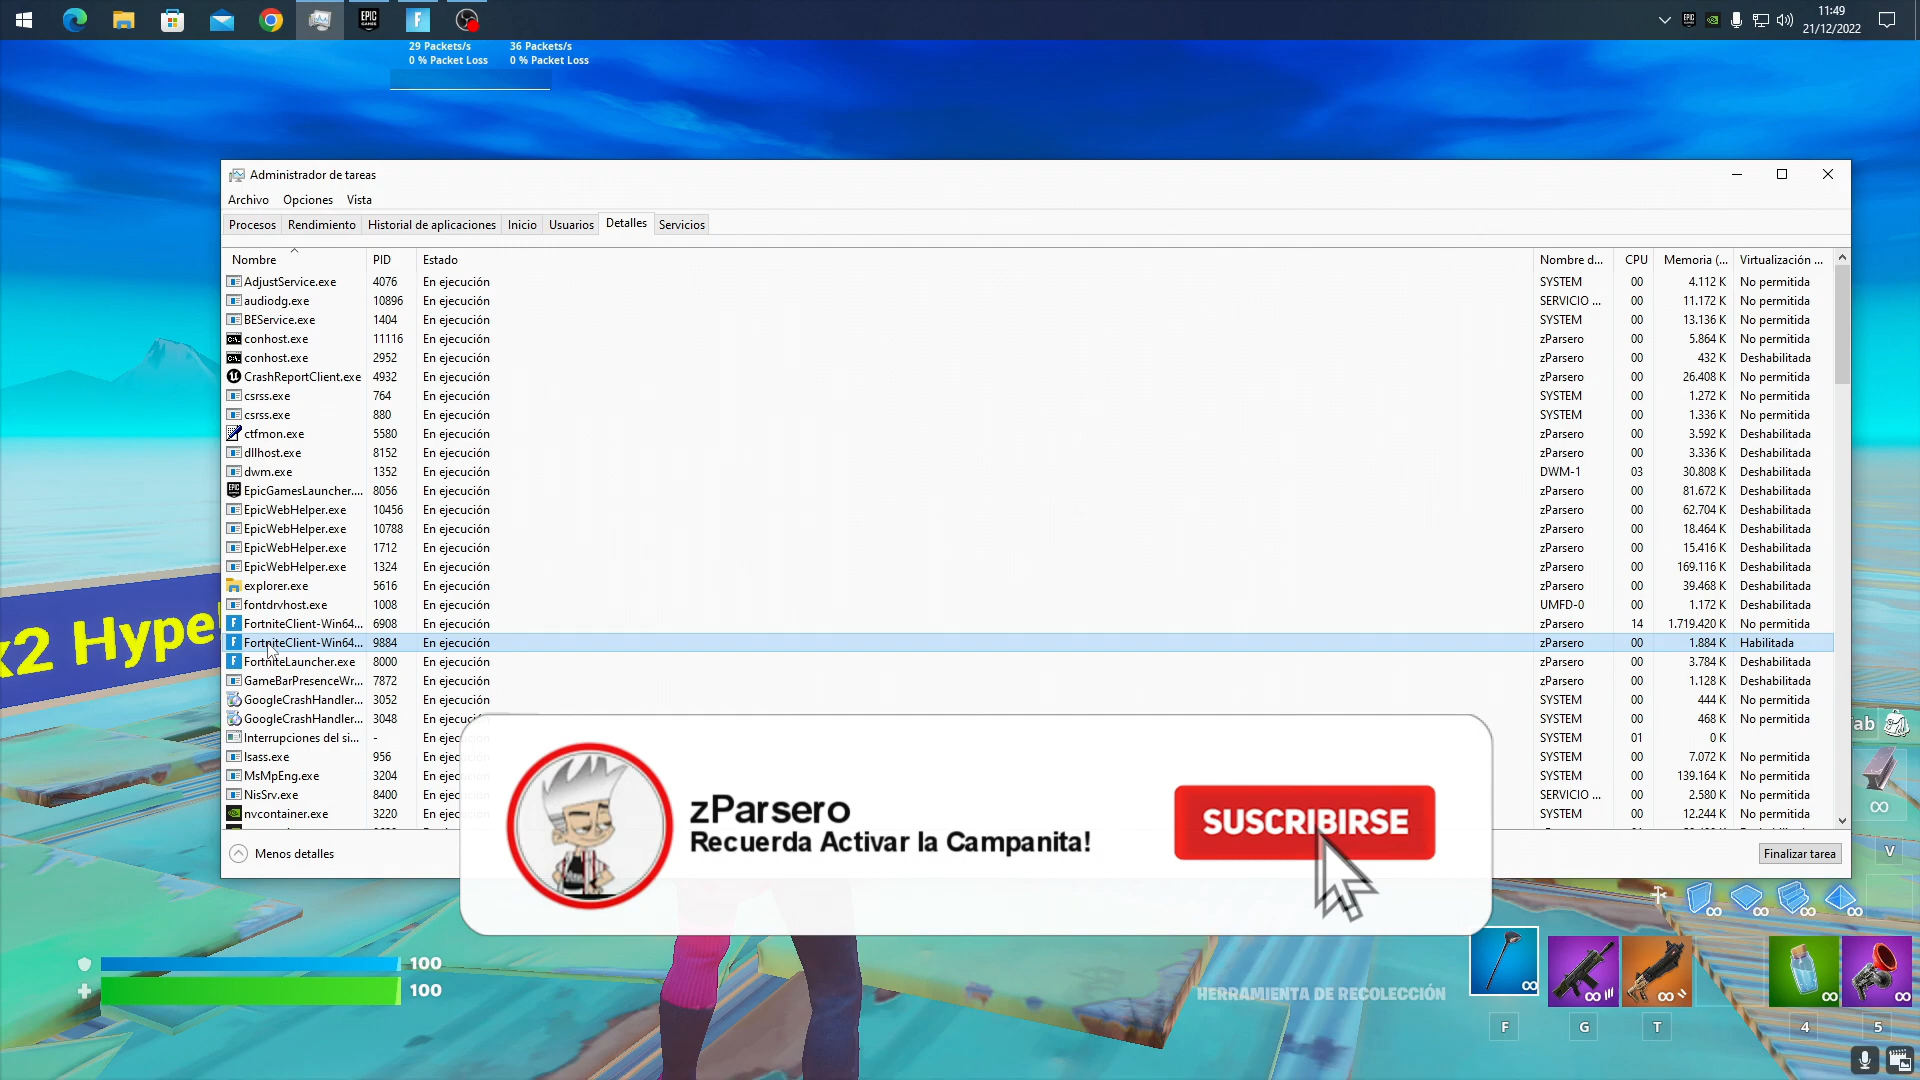 11:49
21/12/2022
29 Packets/s 36 Packets/s
0 % Packet Loss 0 % Packet Loss
Administrador de tareas
Archivo Opciones Vista
Procesos Rendimiento Historial de aplicaciones Inicio Usuarios Detalles Servicios
Nombre PID Estado Nombre d... CPU Memoria (... Virtualización ...
AdjustService.exe 4076 En ejecución SYSTEM 00 4.112 K No permitida
audiodg.exe 10896 En ejecución SERVICIO ... 00 11.172 K No permitida
BEService.exe 1404 En ejecución SYSTEM 00 13.136 K No permitida
conhost.exe 11116 En ejecución zParsero 00 5.864 K No permitida
conhost.exe 2952 En ejecución zParsero 00 432 K Deshabilitada
CrashReportClient.exe 4932 En ejecución zParsero 00 26.408 K No permitida
csrss.exe 764 En ejecución SYSTEM 00 1.272 K No permitida
csrss.exe 880 En ejecución SYSTEM 00 1.336 K No permitida
ctfmon.exe 5580 En ejecución zParsero 00 3.592 K Deshabilitada
dllhost.exe 8152 En ejecución zParsero 00 3.336 K Deshabilitada
dwm.exe 1352 En ejecución DWM-1 03 30.808 K Deshabilitada
EpicGamesLauncher.... 8056 En ejecución zParsero 00 81.672 K Deshabilitada
EpicWebHelper.exe 10456 En ejecución zParsero 00 62.704 K Deshabilitada
EpicWebHelper.exe 10788 En ejecución zParsero 00 18.464 K Deshabilitada
EpicWebHelper.exe 1712 En ejecución zParsero 00 15.416 K Deshabilitada
EpicWebHelper.exe 1324 En ejecución zParsero 00 169.116 K Deshabilitada
explorer.exe 5616 En ejecución zParsero 00 39.468 K Deshabilitada
fontdrvhost.exe 1008 En ejecución UMFD-0 00 1.172 K Deshabilitada
FortniteClient-Win64... 6908 En ejecución zParsero 14 1.719.420 K No permitida
FortniteClient-Win64... 9884 En ejecución zParsero 00 1.884 K Habilitada
FortniteLauncher.exe 8000 En ejecución zParsero 00 3.784 K Deshabilitada
GameBarPresenceWr... 7872 En ejecución zParsero 00 1.128 K Deshabilitada
GoogleCrashHandler... 3052 En ejecución SYSTEM 00 444 K No permitida
GoogleCrashHandler... 3048 En ejecuci SYSTEM 00 468 K No permitida
Interrupciones del si... - En ejec SYSTEM 01 0 K
lsass.exe 956 En ejec SYSTEM 00 7.072 K No permitida
MsMpEng.exe 3204 En ejec SYSTEM 00 139.164 K No permitida
NisSrv.exe 8400 En ejec SERVICIO ... 00 2.580 K No permitida
nvcontainer.exe 3220 En ejec SYSTEM 00 12.244 K No permitida
Menos detalles Finalizar tarea
x2 Hype!
zParsero
Recuerda Activar la Campanita!
SUSCRIBIRSE
Tab
∞
V
∞ ∞ ∞ ∞
100
100
HERRAMIENTA DE RECOLECCIÓN
∞ ∞ ∞ ∞ ∞
F G T 4 5